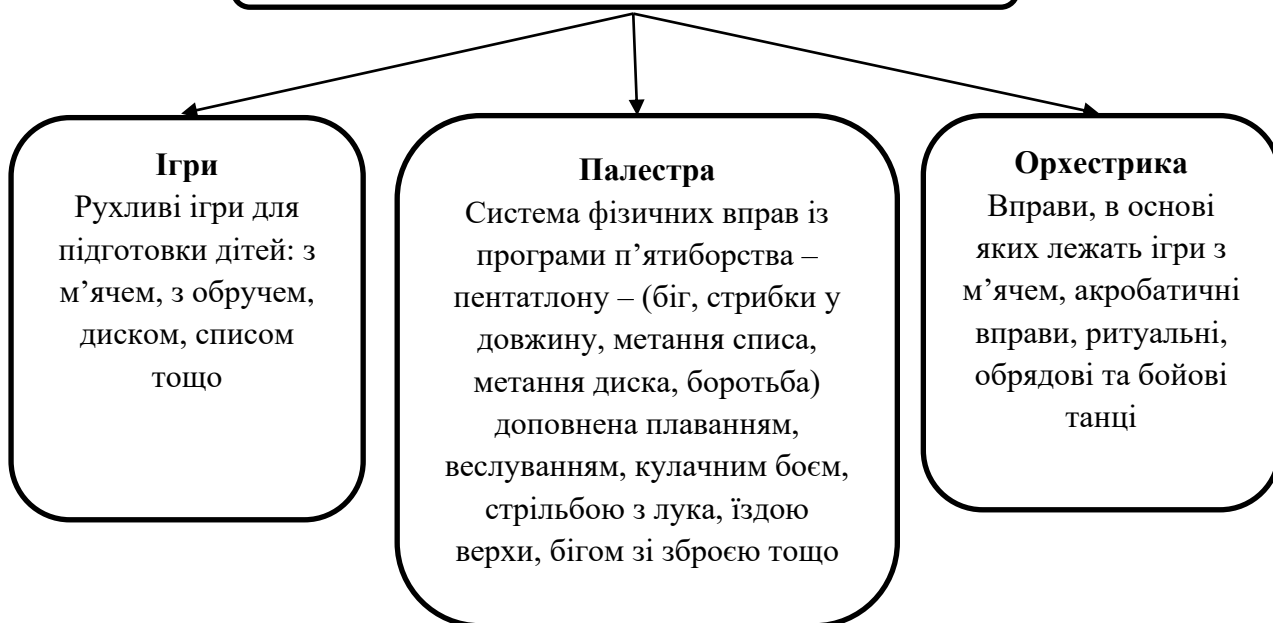 Ігри
Рухливі ігри для
підготовки дітей: з
м’ячем, з обручем,
диском, списом
тощо
Палестра
Система фізичних вправ із
програми п’ятиборства –
пентатлону – (біг, стрибки у
довжину, метання списа,
метання диска, боротьба)
доповнена плаванням,
веслуванням, кулачним боєм,
стрільбою з лука, їздою
верхи, бігом зі зброєю тощо
Орхестрика
Вправи, в основі
яких лежать ігри з
м’ячем, акробатичні
вправи, ритуальні,
обрядові та бойові
танці